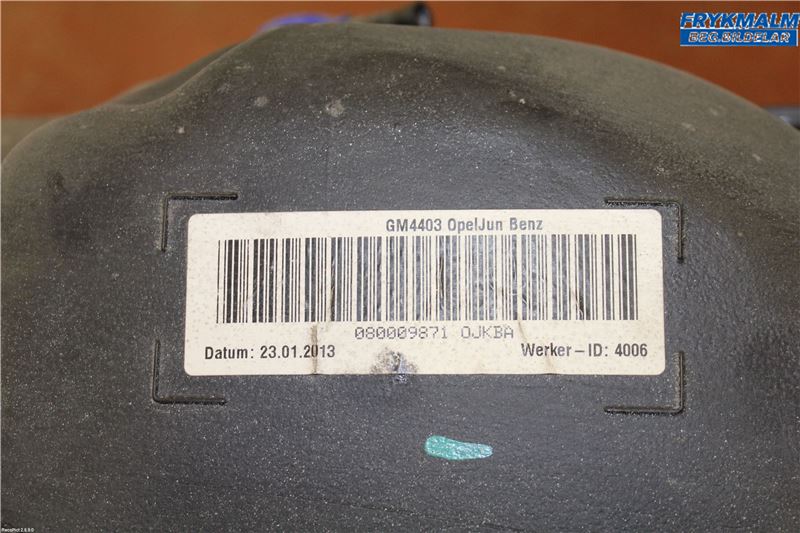 FRYKMALM
BEG.BILDELAR
GM4403 OpelJun Benz
080009871 OJKBA
Datum: 23.01.2013
Werker-ID: 4006